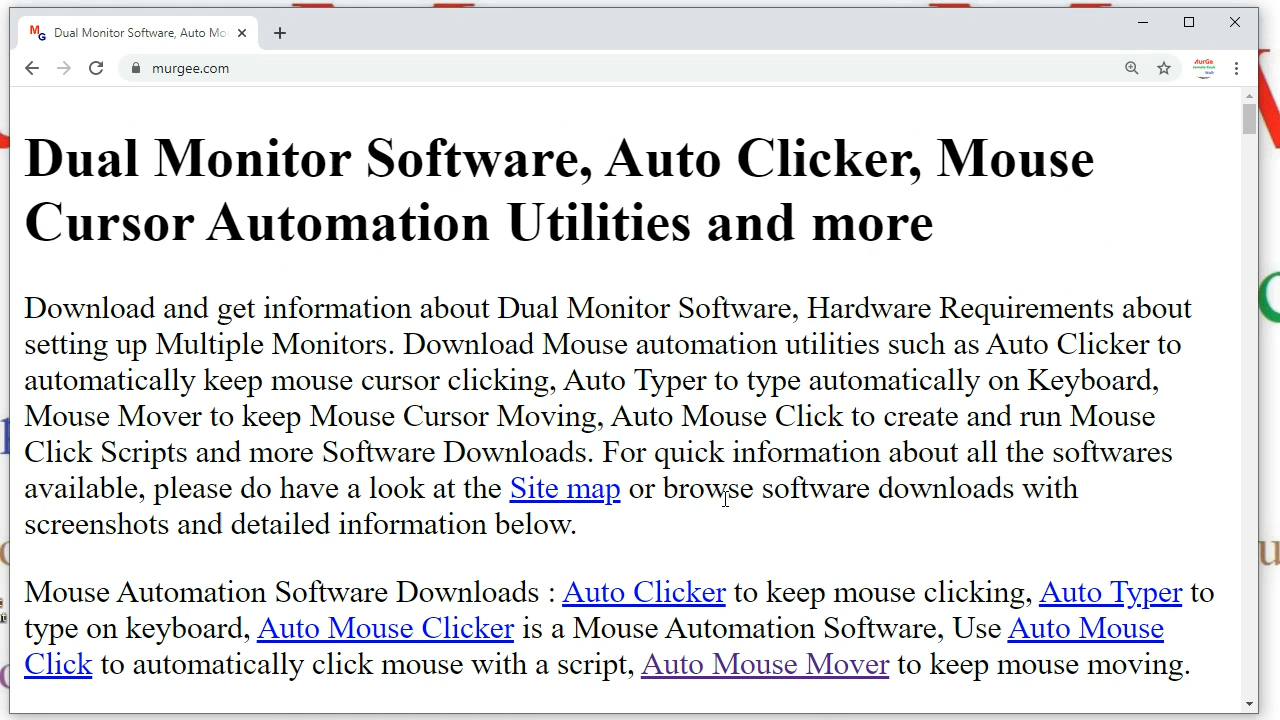 Dual Monitor Software, Auto Mo
murgee.com
Dual Monitor Software, Auto Clicker, Mouse
Cursor Automation Utilities and more
Download and get information about Dual Monitor Software, Hardware Requirements about
setting up Multiple Monitors. Download Mouse automation utilities such as Auto Clicker to
automatically keep mouse cursor clicking, Auto Typer to type automatically on Keyboard,
Mouse Mover to keep Mouse Cursor Moving, Auto Mouse Click to create and run Mouse
Click Scripts and more Software Downloads. For quick information about all the softwares
available, please do have a look at the Site map or browse software downloads with
screenshots and detailed information below.
Mouse Automation Software Downloads : Auto Clicker to keep mouse clicking, Auto Typer to
type on keyboard, Auto Mouse Clicker is a Mouse Automation Software, Use Auto Mouse
Click to automatically click mouse with a script, Auto Mouse Mover to keep mouse moving.